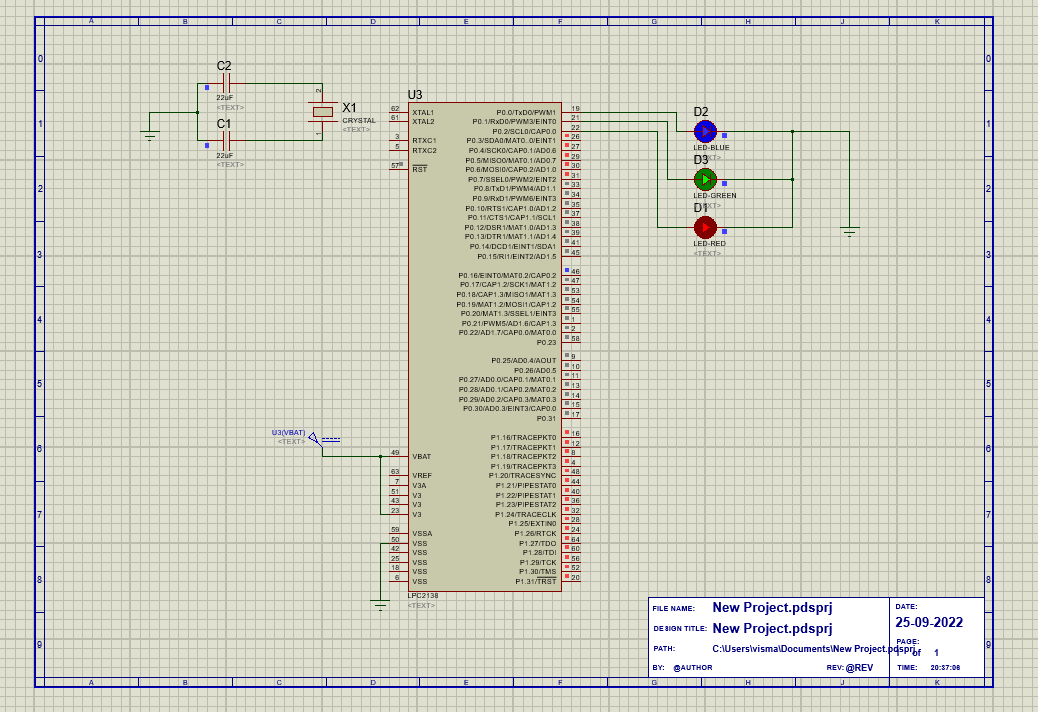 A B C D E F G H J K
0
1
2
3
4
5
6
7
8
9
C2
22uF
<TEXT>
C1
22uF
<TEXT>
2
X1
CRYSTAL
<TEXT>
1
U3
62 XTAL1
61 XTAL2
3 RTXC1
5 RTXC2
57 RST
U3(VBAT)
<TEXT>
49 VBAT
63 VREF
7 V3A
51 V3
43 V3
23 V3
59 VSSA
50 VSS
42 VSS
25 VSS
18 VSS
6 VSS
P0.0/TxD0/PWM1 19
P0.1/RxD0/PWM3/EINT0 21
P0.2/SCL0/CAP0.0 22
P0.3/SDA0/MAT0..0/EINT1 26
P0.4/SCK0/CAP0.1/AD0.6 27
P0.5/MISO0/MAT0.1/AD0.7 29
P0.6/MOSI0/CAP0.2/AD1.0 30
P0.7/SSEL0/PWM2/EINT2 31
P0.8/TxD1/PWM4/AD1.1 33
P0.9/RxD1/PWM6/EINT3 34
P0.10/RTS1/CAP1.0/AD1.2 35
P0.11/CTS1/CAP1.1/SCL1 37
P0.12/DSR1/MAT1.0/AD1.3 38
P0.13/DTR1/MAT1.1/AD1.4 39
P0.14/DCD1/EINT1/SDA1 41
P0.15/RI1/EINT2/AD1.5 45
P0.16/EINT0/MAT0.2/CAP0.2 46
P0.17/CAP1.2/SCK1/MAT1.2 47
P0.18/CAP1.3/MISO1/MAT1.3 53
P0.19/MAT1.2/MOSI1/CAP1.2 54
P0.20/MAT1.3/SSEL1/EINT3 55
P0.21/PWM5/AD1.6/CAP1.3 1
P0.22/AD1.7/CAP0.0/MAT0.0 2
P0.23 58
P0.25/AD0.4/AOUT 9
P0.26/AD0.5 10
P0.27/AD0.0/CAP0.1/MAT0.1 11
P0.28/AD0.1/CAP0.2/MAT0.2 13
P0.29/AD0.2/CAP0.3/MAT0.3 14
P0.30/AD0.3/EINT3/CAP0.0 15
P0.31 17
P1.16/TRACEPKT0 16
P1.17/TRACEPKT1 12
P1.18/TRACEPKT2 8
P1.19/TRACEPKT3 4
P1.20/TRACESYNC 48
P1.21/PIPESTAT0 44
P1.22/PIPESTAT1 40
P1.23/PIPESTAT2 36
P1.24/TRACECLK 32
P1.25/EXTIN0 28
P1.26/RTCK 24
P1.27/TDO 64
P1.28/TDI 60
P1.29/TCK 56
P1.30/TMS 52
P1.31/TRST 20
LPC2138
<TEXT>
D2
LED-BLUE
<TEXT>
D3
LED-GREEN
<TEXT>
D1
LED-RED
<TEXT>
FILE NAME: New Project.pdsprj
DESIGN TITLE: New Project.pdsprj
PATH: C:\Users\visma\Documents\New Project.pdsprj
BY: @AUTHOR REV: @REV
DATE:
25-09-2022
PAGE:
1 of 1
TIME: 20:37:06
A B C D E F G H J K
0
1
2
3
4
5
6
7
8
9